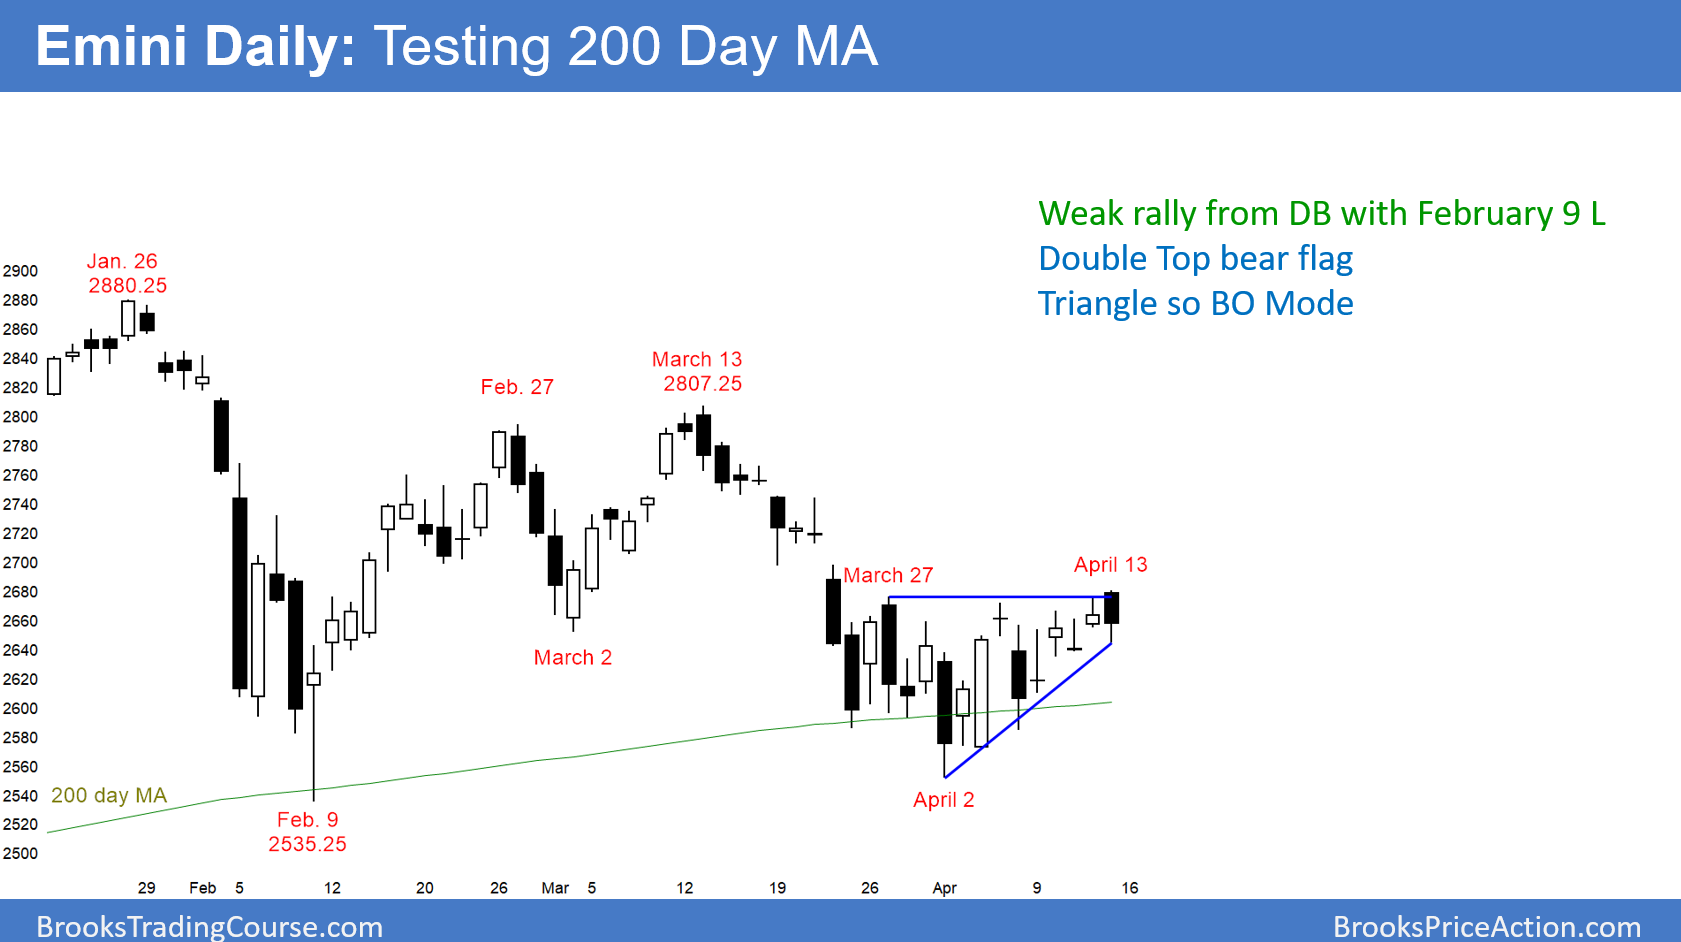 Emini Daily: Testing 200 Day MA
Weak rally from DB with February 9 L
Double Top bear flag
Triangle so BO Mode
Jan. 26
2880.25
March 13
2807.25
Feb. 27
March 27
April 13
March 2
April 2
200 day MA
Feb. 9
2535.25
2900
2880
2860
2840
2820
2800
2780
2760
2740
2720
2700
2680
2660
2640
2620
2600
2580
2560
2540
2520
2500
29 Feb 5 12 20 26 Mar 5 12 19 26 Apr 9 16
BrooksTradingCourse.com
BrooksPriceAction.com